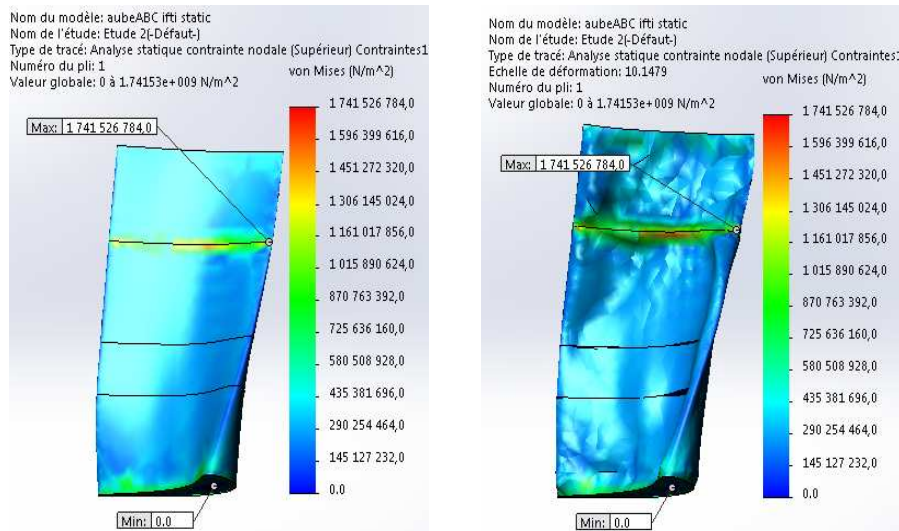 Nom du modèle: aubeABC ifti static
Nom de l'étude: Etude 2(-Défaut-)
Type de tracé: Analyse statique contrainte nodale (Supérieur) Contraintes1
Numéro du pli: 1
Valeur globale: 0 à 1.74153e+009 N/m^2
von Mises (N/m^2)
1 741 526 784,0
1 596 399 616,0
1 451 272 320,0
1 306 145 024,0
1 161 017 856,0
1 015 890 624,0
870 763 392,0
725 636 160,0
580 508 928,0
435 381 696,0
290 254 464,0
145 127 232,0
0.0
Max: 1 741 526 784,0
Min: 0.0
Nom du modèle: aubeABC ifti static
Nom de l'étude: Etude 2(-Défaut-)
Type de tracé: Analyse statique contrainte nodale (Supérieur) Contraintes1
Echelle de déformation: 10.1479
Numéro du pli: 1
Valeur globale: 0 à 1.74153e+009 N/m^2
von Mises (N/m^2)
1 741 526 784,0
1 596 399 616,0
1 451 272 320,0
1 306 145 024,0
1 161 017 856,0
1 015 890 624,0
870 763 392,0
725 636 160,0
580 508 928,0
435 381 696,0
290 254 464,0
145 127 232,0
0.0
Max: 1 741 526 784,0
Min: 0.0